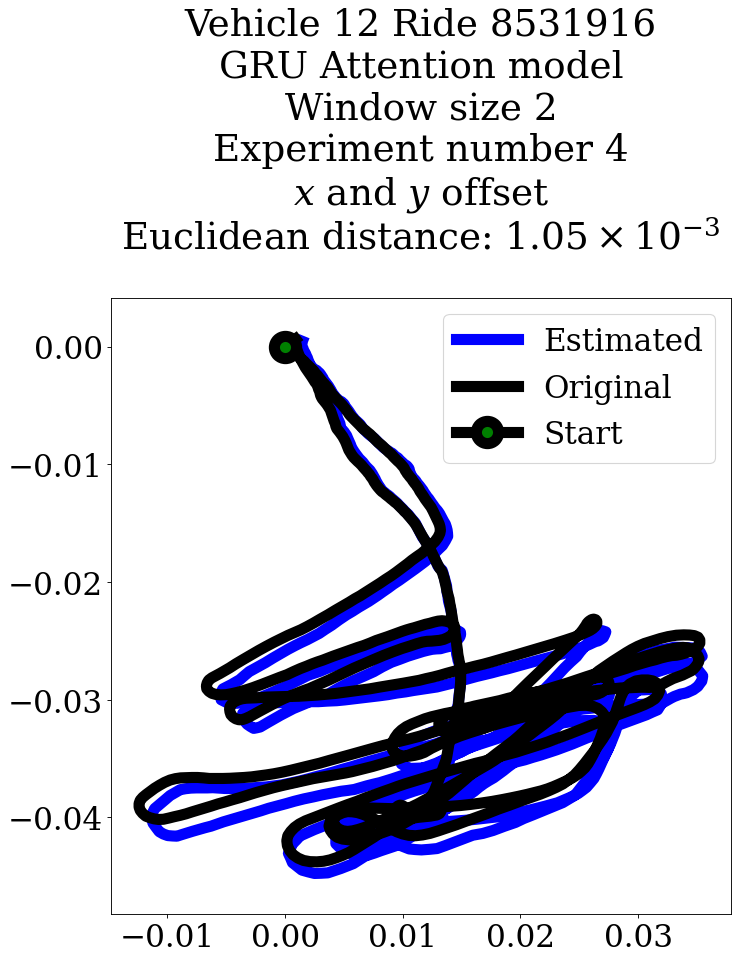 Vehicle 12 Ride 8531916
GRU Attention model
Window size 2
Experiment number 4
x and y offset
Euclidean distance: 1.05 × 10⁻³
Estimated
Original
Start
0.00
−0.01
−0.02
−0.03
−0.04
−0.01 0.00 0.01 0.02 0.03